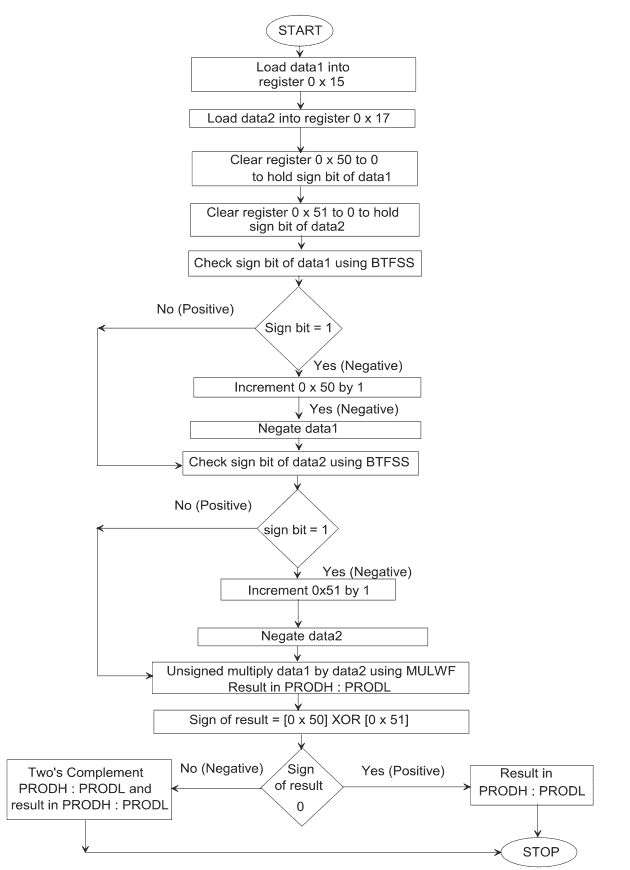 START
Load data1 into
register 0 x 15
Load data2 into register 0 x 17
Clear register 0 x 50 to 0
to hold sign bit of data1
Clear register 0 x 51 to 0 to hold
sign bit of data2
Check sign bit of data1 using BTFSS
No (Positive)
Sign bit = 1
Yes (Negative)
Increment 0 x 50 by 1
Yes (Negative)
Negate data1
Check sign bit of data2 using BTFSS
No (Positive)
sign bit = 1
Yes (Negative)
Increment 0x51 by 1
Negate data2
Unsigned multiply data1 by data2 using MULWF
Result in PRODH : PRODL
Sign of result = [0 x 50] XOR [0 x 51]
No (Negative)
Sign
of result
0
Yes (Positive)
Two's Complement
PRODH : PRODL and
result in PRODH : PRODL
Result in
PRODH : PRODL
STOP